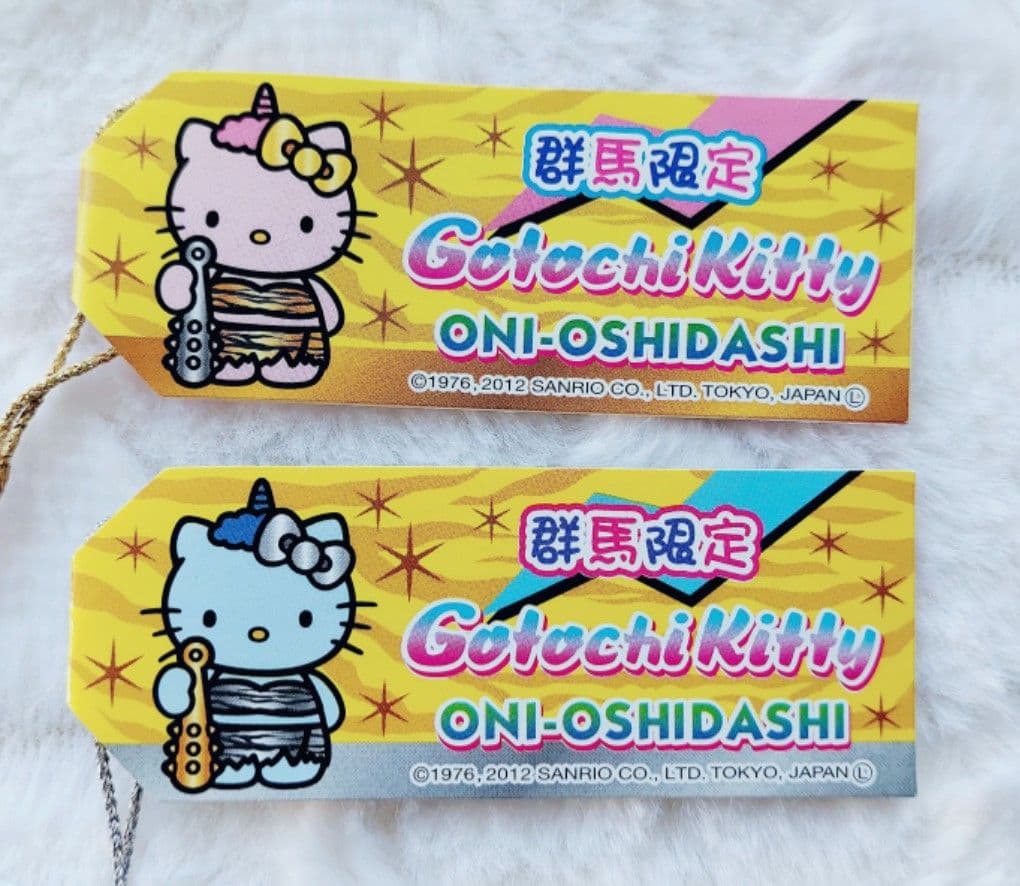 群馬限定
Gotochi Kitty
ONI-OSHIDASHI
©1976, 2012 SANRIO CO., LTD. TOKYO, JAPAN Ⓛ
群馬限定
Gotochi Kitty
ONI-OSHIDASHI
©1976, 2012 SANRIO CO., LTD. TOKYO, JAPAN Ⓛ